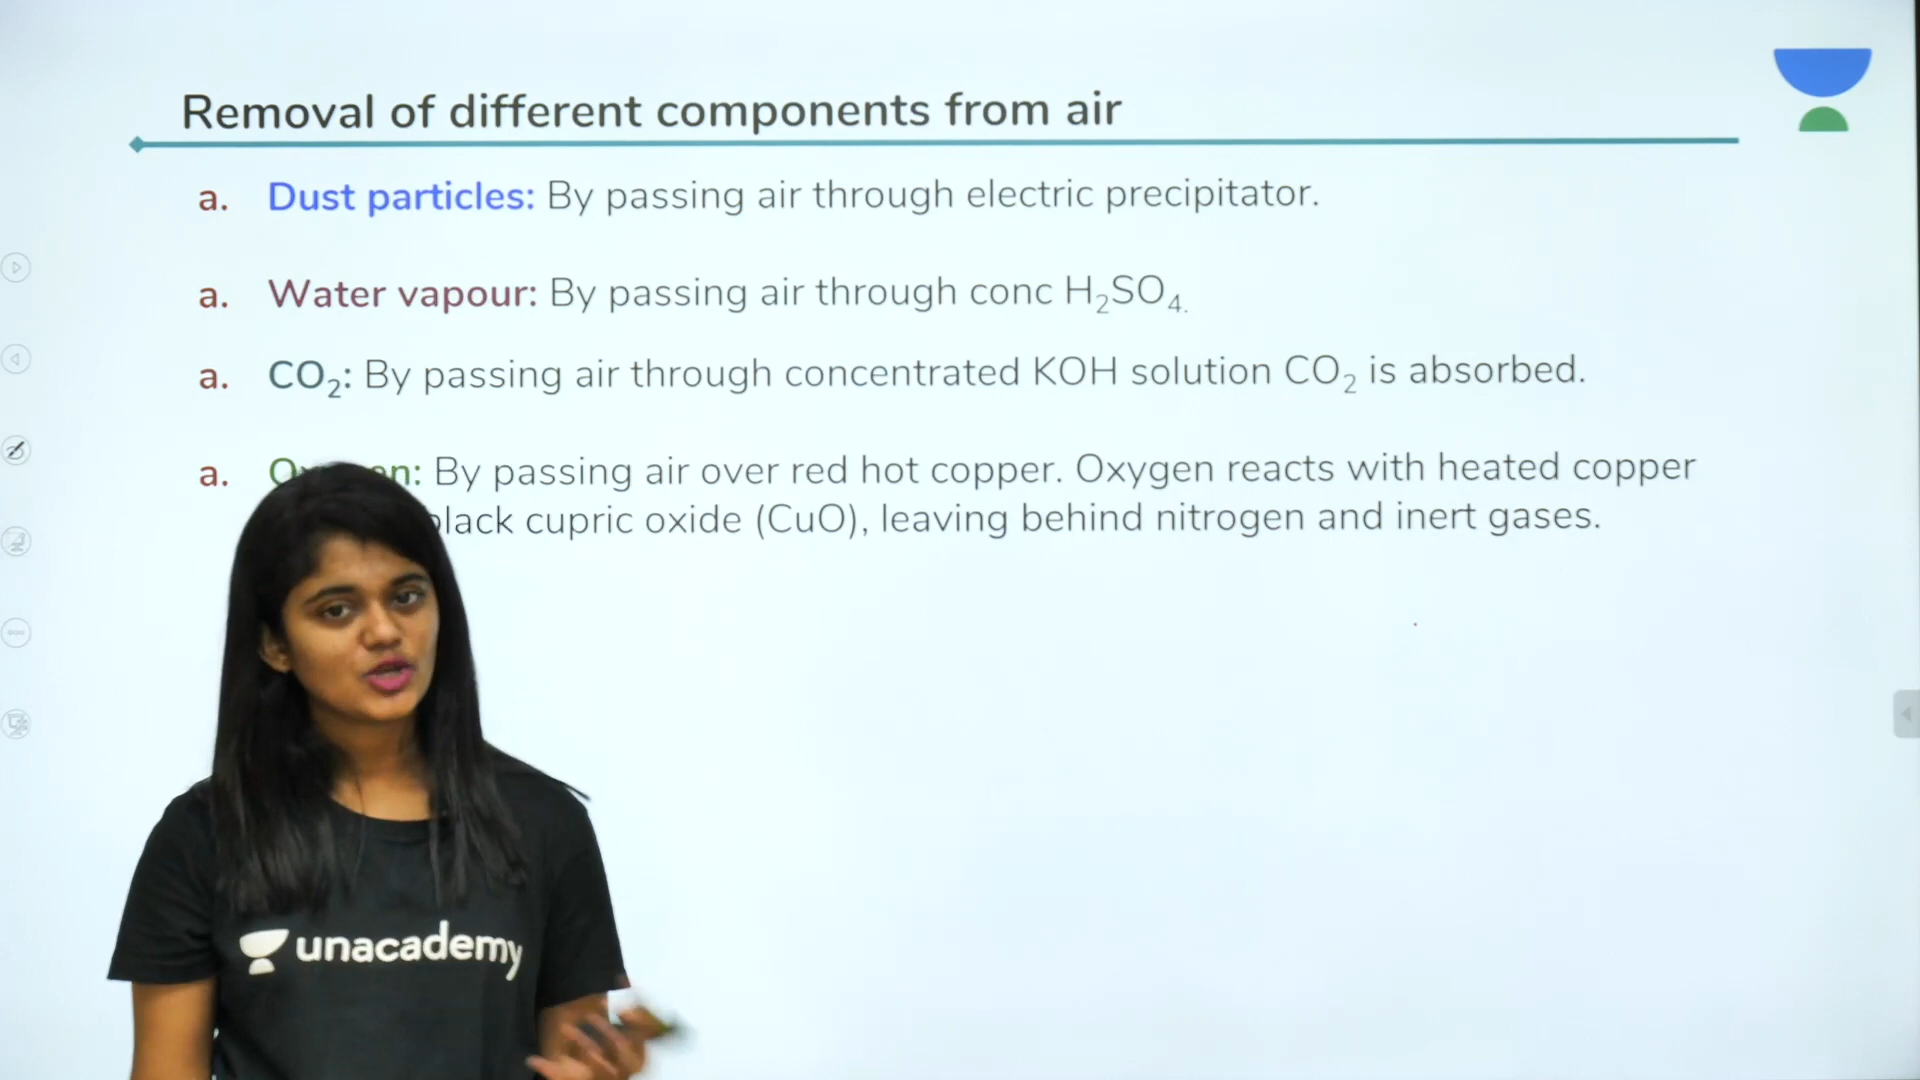 Removal of different components from air
a. Dust particles: By passing air through electric precipitator.
a. Water vapour: By passing air through conc H₂SO₄.
a. CO₂: By passing air through concentrated KOH solution CO₂ is absorbed.
a. By passing air over red hot copper. Oxygen reacts with heated copper
black cupric oxide (CuO), leaving behind nitrogen and inert gases.
unacademy